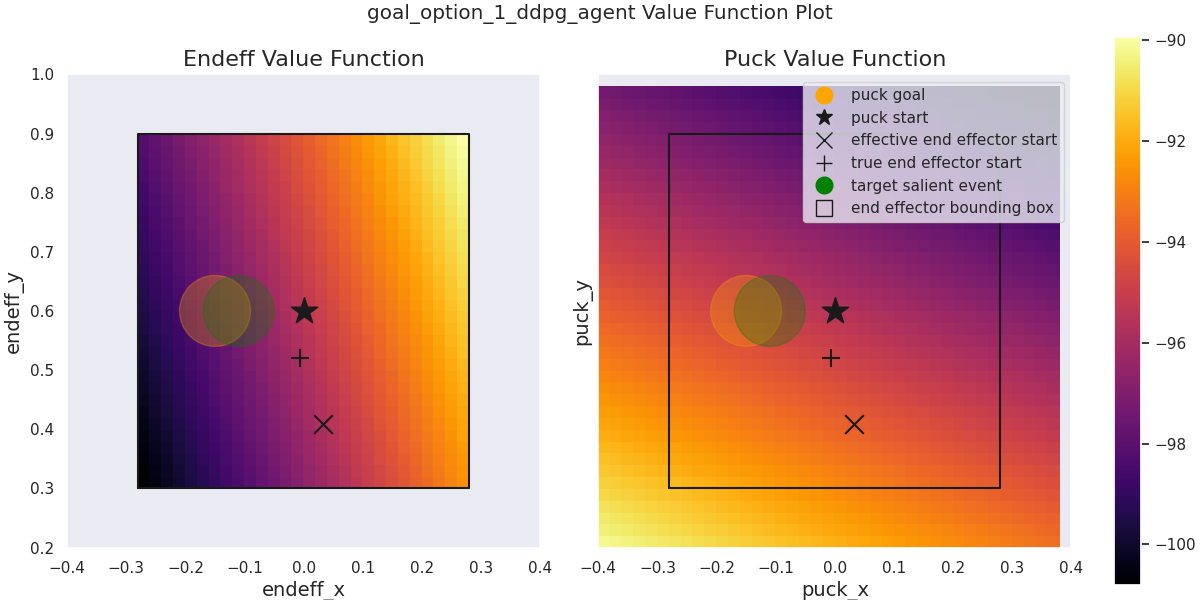 goal_option_1_ddpg_agent Value Function Plot
Endeff Value Function
endeff_y
1.0
0.9
0.8
0.7
0.6
0.5
0.4
0.3
0.2
−0.4 −0.3 −0.2 −0.1 0.0 0.1 0.2 0.3 0.4
endeff_x
Puck Value Function
puck_y
puck goal
puck start
effective end effector start
true end effector start
target salient event
end effector bounding box
−0.4 −0.3 −0.2 −0.1 0.0 0.1 0.2 0.3 0.4
puck_x
−90
−92
−94
−96
−98
−100